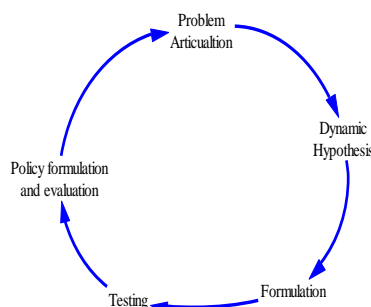 Problem
Articualtion
Dynamic
Hypothesis
Formulation
Testing
Policy formulation
and evaluation